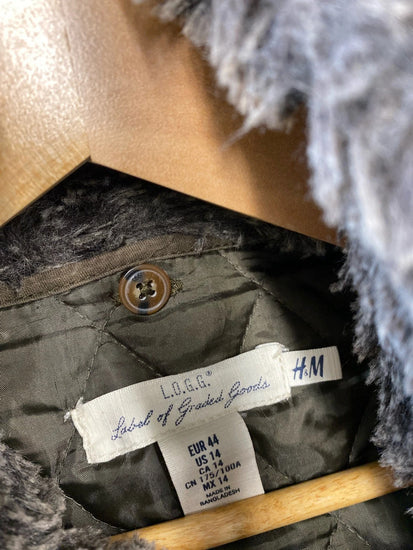 L.O.G.G.®
Label of Graded Goods
H&M
EUR 44
US 14
CA 14
CN 175/100A
MX 14
MADE IN
BANGLADESH